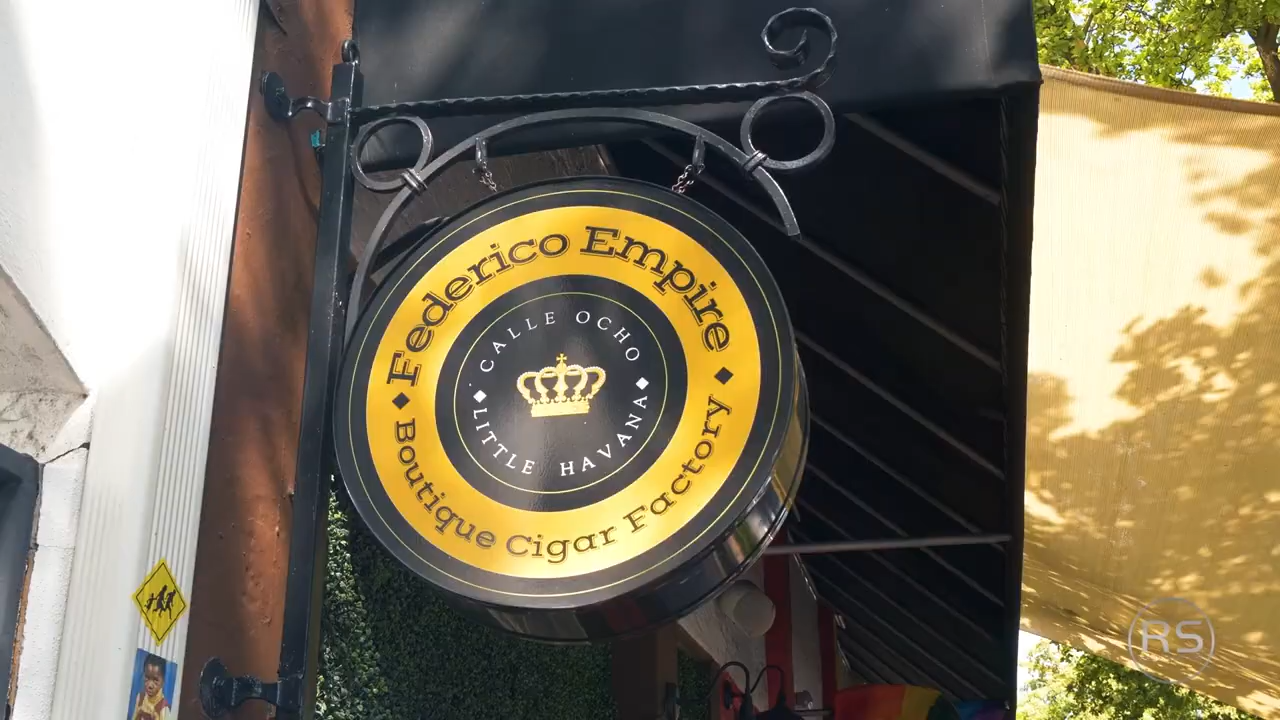 Federico Empire
Boutique Cigar Factory
CALLE OCHO
LITTLE HAVANA
RS